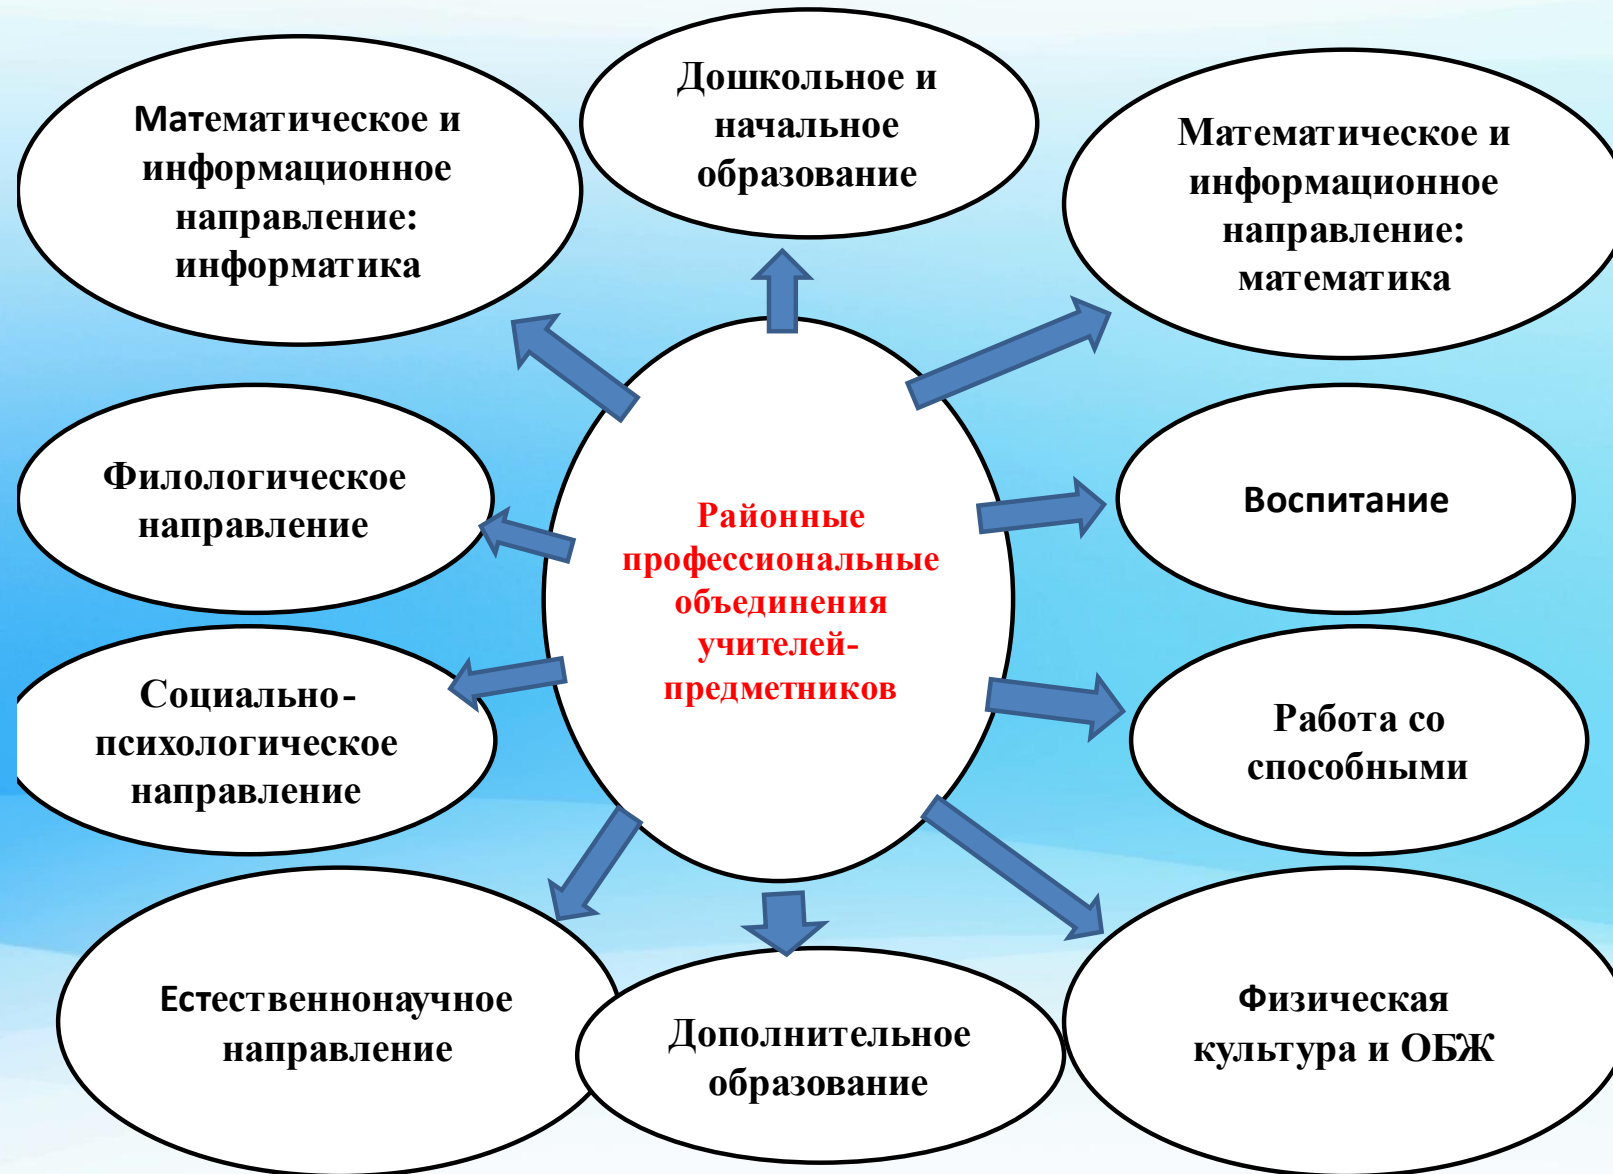 Математическое и
информационное
направление:
информатика
Дошкольное и
начальное
образование
Математическое и
информационное
направление:
математика
Филологическое
направление
Районные
профессиональные
объединения
учителей-
предметников
Воспитание
Социально-
психологическое
направление
Работа со
способными
Естественнонаучное
направление
Дополнительное
образование
Физическая
культура и ОБЖ